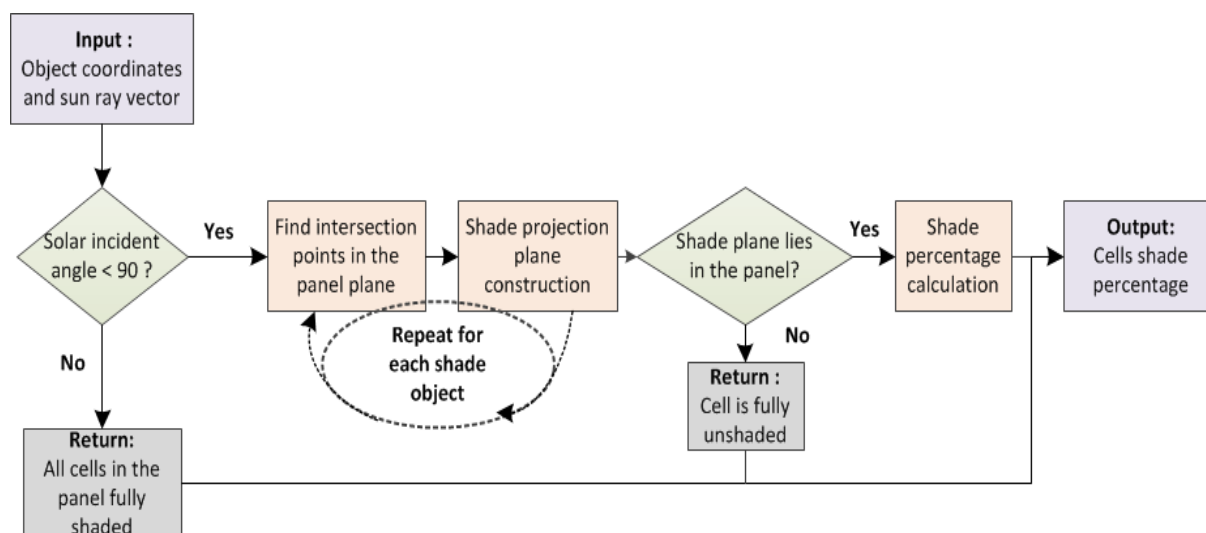 Input :
Object coordinates
and sun ray vector
Solar incident
angle < 90 ?
Yes
No
Return:
All cells in the
panel fully
shaded
Find intersection
points in the
panel plane
Shade projection
plane
construction
Repeat for
each shade
object
Shade plane lies
in the panel?
Yes
No
Return :
Cell is fully
unshaded
Shade
percentage
calculation
Output:
Cells shade
percentage